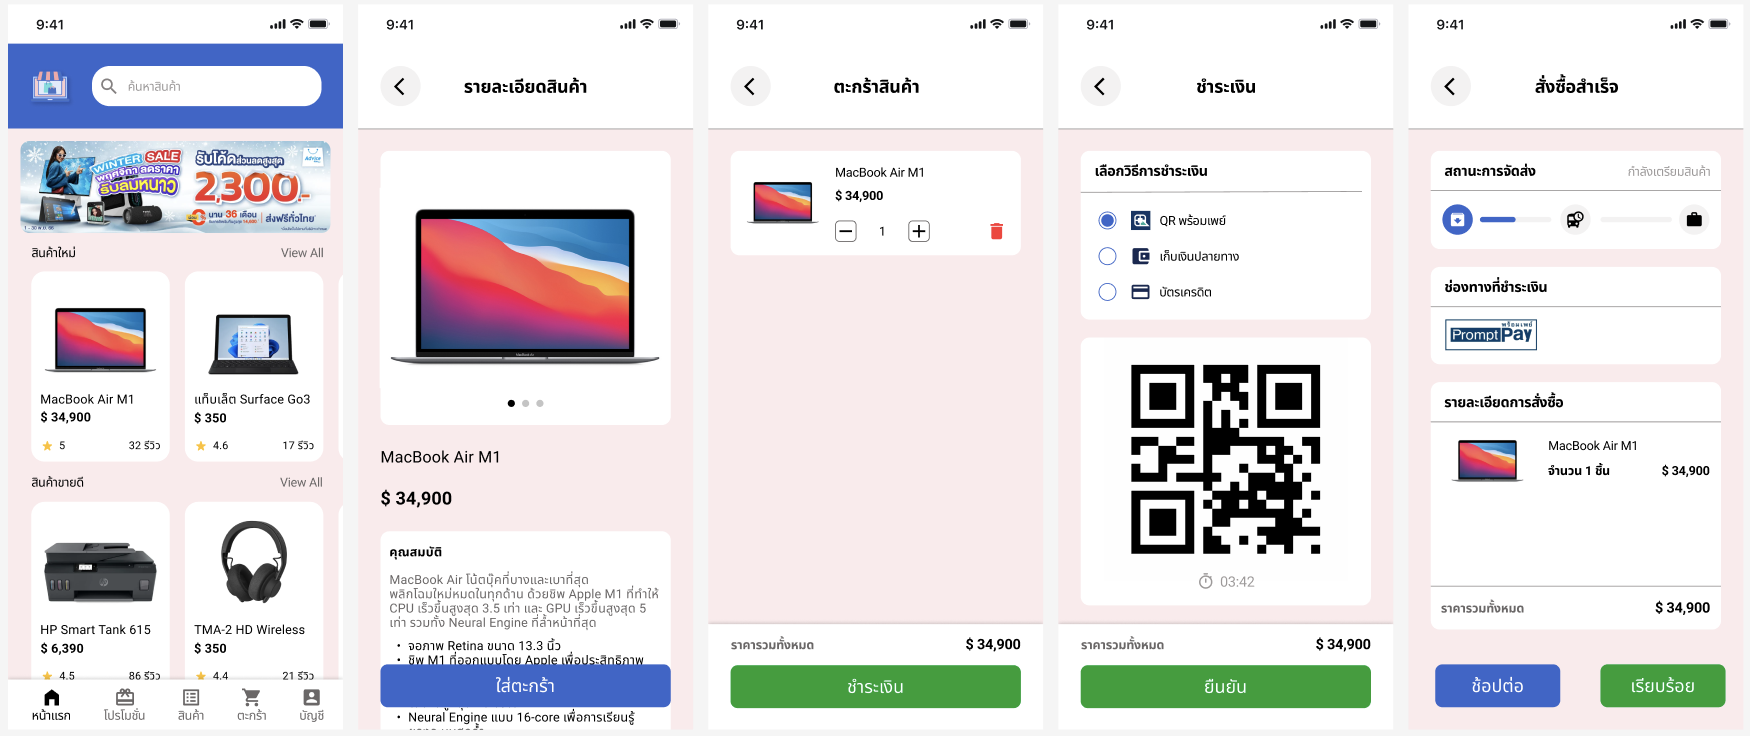 9:41
ค้นหาสินค้า
WINTER SALE
พฤศจิกา ลดราคา
รับลมหนาว
รับโค้ดส่วนลดสูงสุด
2,300.-
Advice
นาน 36 เดือน
ส่งฟรีทั่วไทย*
1 - 30 พ.ย. 66
สินค้าใหม่
View All
MacBook Air M1
$ 34,900
5
32 รีวิว
แท็บเล็ต Surface Go3
$ 350
4.6
17 รีวิว
สินค้าขายดี
View All
HP Smart Tank 615
$ 6,390
4.5
86 รีวิว
TMA-2 HD Wireless
$ 350
4.4
21 รีวิว
หน้าแรก
โปรโมชั่น
สินค้า
ตะกร้า
บัญชี
9:41
รายละเอียดสินค้า
MacBook Air M1
$ 34,900
คุณสมบัติ
MacBook Air โน้ตบุ๊คที่บางและเบาที่สุด
พลิกโฉมใหม่หมดในทุกด้าน ด้วยชิพ Apple M1 ที่ทำให้
CPU เร็วขึ้นสูงสุด 3.5 เท่า และ GPU เร็วขึ้นสูงสุด 5
เท่า รวมทั้ง Neural Engine ที่ล้ำหน้าที่สุด
• จอภาพ Retina ขนาด 13.3 นิ้ว
• ชิพ M1 ที่ออกแบบโดย Apple เพื่อประสิทธิภาพ
ใส่ตะกร้า
• Neural Engine แบบ 16-core เพื่อการเรียนรู้
9:41
ตะกร้าสินค้า
MacBook Air M1
$ 34,900
1
ราคารวมทั้งหมด
$ 34,900
ชำระเงิน
9:41
ชำระเงิน
เลือกวิธีการชำระเงิน
QR พร้อมเพย์
เก็บเงินปลายทาง
บัตรเครดิต
03:42
ราคารวมทั้งหมด
$ 34,900
ยืนยัน
9:41
สั่งซื้อสำเร็จ
สถานะการจัดส่ง
กำลังเตรียมสินค้า
ช่องทางที่ชำระเงิน
พร้อมเพย์
PromptPay
รายละเอียดการสั่งซื้อ
MacBook Air M1
จำนวน 1 ชิ้น
$ 34,900
ราคารวมทั้งหมด
$ 34,900
ช้อปต่อ
เรียบร้อย